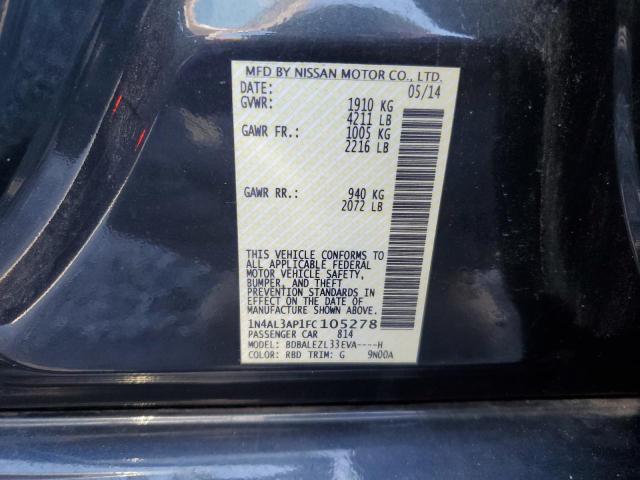 MFD BY NISSAN MOTOR CO., LTD.
DATE: 05/14
GVWR: 1910 KG
4211 LB
GAWR FR.: 1005 KG
2216 LB
GAWR RR.: 940 KG
2072 LB
THIS VEHICLE CONFORMS TO
ALL APPLICABLE FEDERAL
MOTOR VEHICLE SAFETY,
BUMPER, AND THEFT
PREVENTION STANDARDS IN
EFFECT ON THE DATE OF
MANUFACTURE SHOWN ABOVE.
1N4AL3AP1FC105278
PASSENGER CAR 814
MODEL: BDBALEZL33EVA----H
COLOR: RBD TRIM: G 9N00A